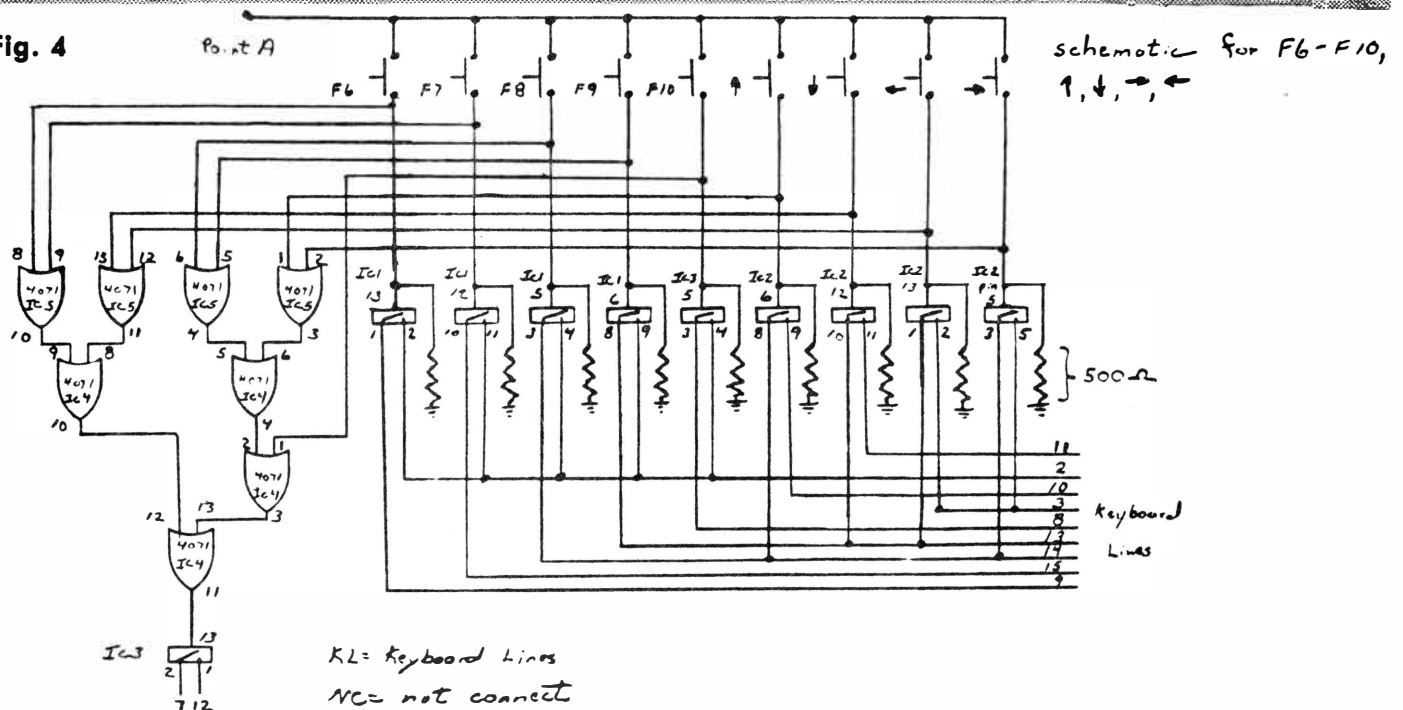 Fig. 4
Point A
schematic for F6-F10,
↑, ↓, →, ←
F6 F7 F8 F9 F10 ↑ ↓ ← →
8 9 13 12 6 5 1 2
4071 4071 4071 4071
IC5 IC5 IC5
10 11 4 3
Ic1 Ic1 Ic1 Ic1 Ic3 Ic2 Ic2 Ic2 Ic2
pin
13 12 5 6 5 6 12 13 5
1 2 10 11 3 4 8 9 3 4 8 9 10 11 1 2 3 5
9 8 5 6
4071 4071
IC4 IC4
10 4
500Ω
2 1
4071
IC4
3
11
2
10
3
8
13
14
15
9
Keyboard
Lines
12 13
4071
IC4
11
IC3
13
2 1
7 12
KL= Keyboard Lines
NC= not connect